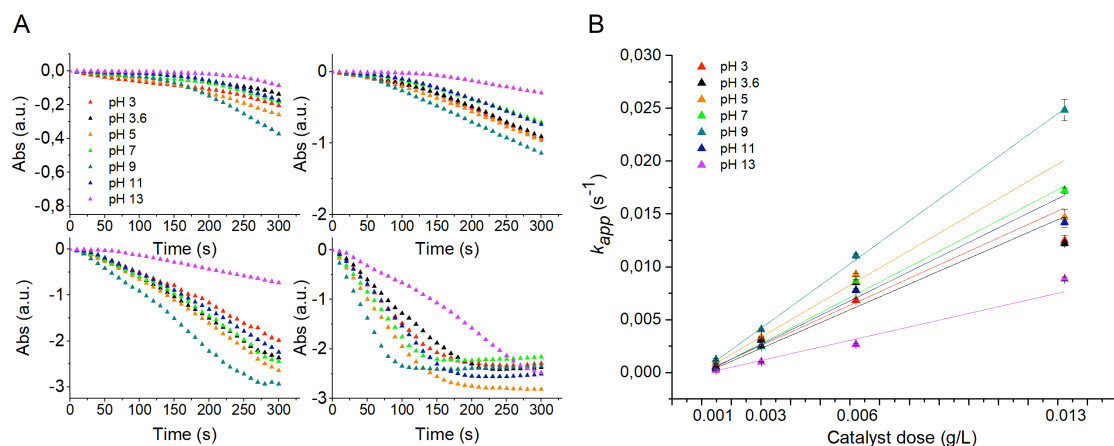 A
Abs (a.u.)
0,0
-0,2
-0,4
-0,6
-0,8
pH 3
pH 3.6
pH 5
pH 7
pH 9
pH 11
pH 13
0 50 100 150 200 250 300
Time (s)
Abs (a.u.)
0
-1
-2
0 50 100 150 200 250 300
Time (s)
Abs (a.u.)
0
-1
-2
-3
0 50 100 150 200 250 300
Time (s)
Abs (a.u.)
0
-1
-2
-3
0 50 100 150 200 250 300
Time (s)
B
k_app (s⁻¹)
0,030
0,025
0,020
0,015
0,010
0,005
0,000
pH 3
pH 3.6
pH 5
pH 7
pH 9
pH 11
pH 13
0.001 0.003 0.006 0.013
Catalyst dose (g/L)